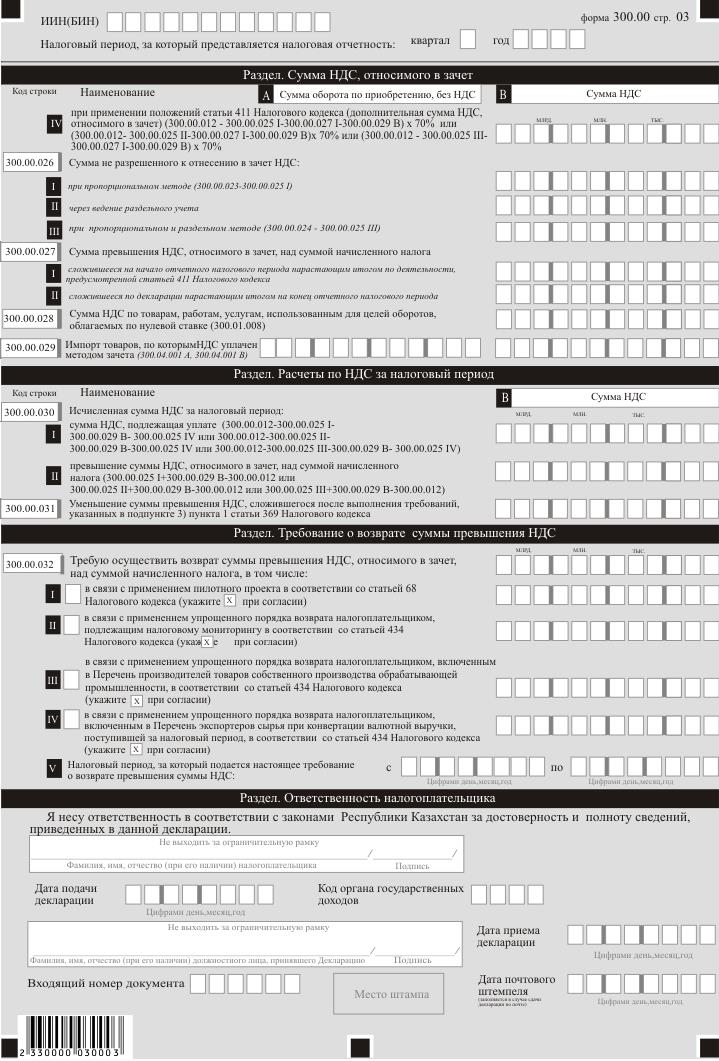 ИИН(БИН)
форма 300.00 стр. 03
Налоговый период, за который представляется налоговая отчетность: квартал год
Раздел. Сумма НДС, относимого в зачет
Код строки Наименование A Сумма оборота по приобретению, без НДС B Сумма НДС
IV при применении положений статьи 411 Налогового кодекса (дополнительная сумма НДС,
относимого в зачет) (300.00.012 - 300.00.025 I-300.00.027 I-300.00.029 B) x 70% или
(300.00.012- 300.00.025 II-300.00.027 I-300.00.029 B)x 70% или (300.00.012 - 300.00.025 III-
300.00.027 I-300.00.029 B) x 70%
МЛРД. МЛН. ТЫС.
300.00.026 Сумма не разрешенного к отнесению в зачет НДС:
I при пропорциональном методе (300.00.023-300.00.025 I)
II через ведение раздельного учета
III при пропорциональном и раздельном методе (300.00.024 - 300.00.025 III)
300.00.027 Сумма превышения НДС, относимого в зачет, над суммой начисленного налога
I сложившееся на начало отчетного налогового периода нарастающим итогом по деятельности,
предусмотренной статьей 411 Налогового кодекса
II сложившееся по декларации нарастающим итогом на конец отчетного налогового периода
300.00.028 Сумма НДС по товарам, работам, услугам, использованным для целей оборотов,
облагаемых по нулевой ставке (300.01.008)
300.00.029 Импорт товаров, по которымНДС уплачен
методом зачета (300.04.001 A, 300.04.001 B)
Раздел. Расчеты по НДС за налоговый период
Код строки Наименование B Сумма НДС
МЛРД. МЛН. ТЫС.
300.00.030 Исчисленная сумма НДС за налоговый период:
I сумма НДС, подлежащая уплате (300.00.012-300.00.025 I-
300.00.029 B- 300.00.025 IV или 300.00.012-300.00.025 II-
300.00.029 B-300.00.025 IV или 300.00.012-300.00.025 III-300.00.029 B- 300.00.025 IV)
II превышение суммы НДС, относимого в зачет, над суммой начисленного
налога (300.00.025 I+300.00.029 B-300.00.012 или
300.00.025 II+300.00.029 B-300.00.012 или 300.00.025 III+300.00.029 B-300.00.012)
300.00.031 Уменьшение суммы превышения НДС, сложившегося после выполнения требований,
указанных в подпункте 3) пункта 1 статьи 369 Налогового кодекса
Раздел. Требование о возврате суммы превышения НДС
МЛРД. МЛН. ТЫС.
300.00.032 Требую осуществить возврат суммы превышения НДС, относимого в зачет,
над суммой начисленного налога, в том числе:
I в связи с применением пилотного проекта в соответствии со статьей 68
Налогового кодекса (укажите X при согласии)
II в связи с применением упрощенного порядка возврата налогоплательщиком,
подлежащим налоговому мониторингу в соответствии со статьей 434
Налогового кодекса (укажXе при согласии)
в связи с применением упрощенного порядка возврата налогоплательщиком, включенным
III в Перечень производителей товаров собственного производства обрабатывающей
промышленности, в соответствии со статьей 434 Налогового кодекса
(укажите X при согласии)
IV в связи с применением упрощенного порядка возврата налогоплательщиком,
включенным в Перечень экспортеров сырья при конвертации валютной выручки,
поступившей за налоговый период, в соответствии со статьей 434 Налогового кодекса
(укажите X при согласии)
V Налоговый период, за который подается настоящее требование
о возврате превышения суммы НДС: с по
Цифрами день,месяц,год Цифрами день,месяц,год
Раздел. Ответственность налогоплательщика
Я несу ответственность в соответствии с законами Республики Казахстан за достоверность и полноту сведений,
приведенных в данной декларации.
Не выходить за ограничительную рамку
/ /
Фамилия, имя, отчество (при его наличии) налогоплательщика Подпись
Дата подачи
декларации
Цифрами день,месяц,год
Код органа государственных
доходов
Не выходить за ограничительную рамку
/ /
Фамилия, имя, отчество (при его наличии) должностного лица, принявшего Декларацию Подпись
Дата приема
декларации
Цифрами день,месяц,год
Входящий номер документа
Место штампа
Дата почтового
штемпеля
(заполняется в случае сдачи
декларации по почте)
Цифрами день,месяц,год
2 330000 030003